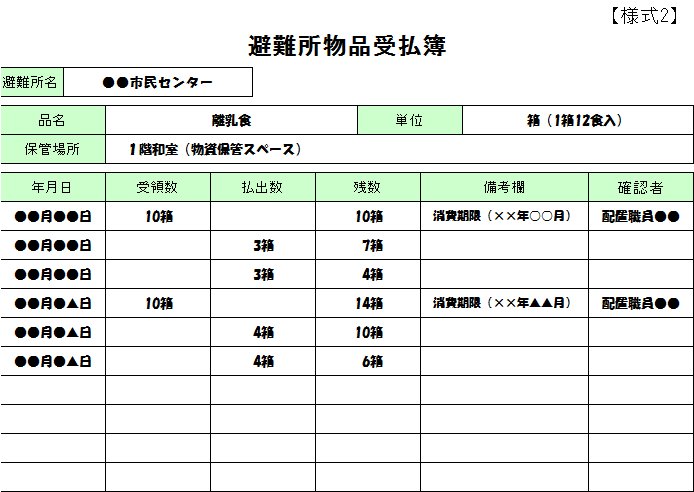 【様式2】
避難所物品受払簿
避難所名 ●●市民センター
品名 離乳食 単位 箱（1箱12食入）
保管場所 1階和室（物資保管スペース）
年月日 受領数 払出数 残数 備考欄 確認者
●●月●●日 10箱 10箱 消費期限（××年○○月） 配置職員●●
●●月●●日 3箱 7箱
●●月●●日 3箱 4箱
●●月●▲日 10箱 14箱 消費期限（××年▲▲月） 配置職員●●
●●月●▲日 4箱 10箱
●●月●▲日 4箱 6箱